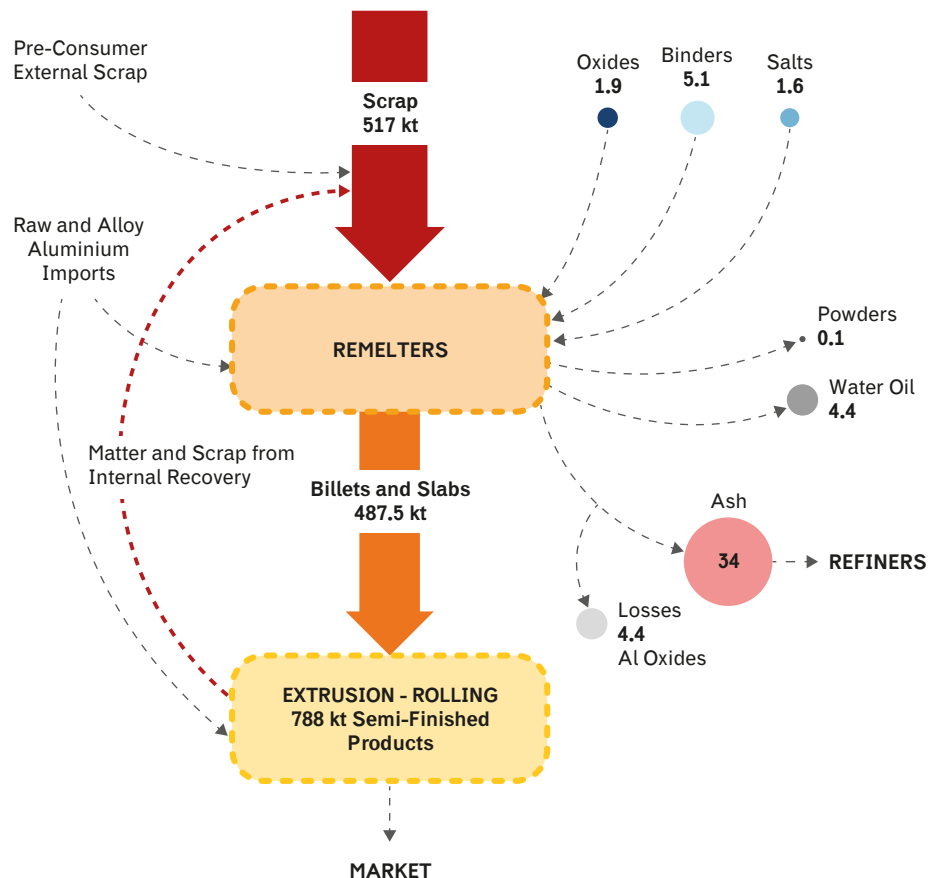 Pre-Consumer
External Scrap
Scrap
517 kt
Oxides
1.9
Binders
5.1
Salts
1.6
Raw and Alloy
Aluminium
Imports
REMELTERS
Powders
0.1
Water Oil
4.4
Matter and Scrap from
Internal Recovery
Billets and Slabs
487.5 kt
Ash
34
REFINERS
Losses
4.4
Al Oxides
EXTRUSION - ROLLING
788 kt Semi-Finished
Products
MARKET